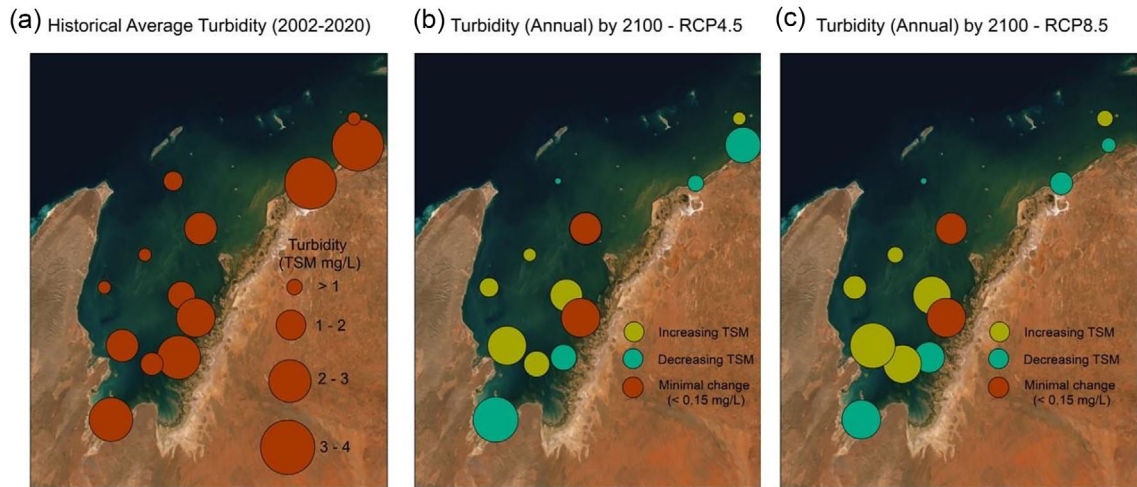 (a) Historical Average Turbidity (2002-2020)
(b) Turbidity (Annual) by 2100 - RCP4.5
(c) Turbidity (Annual) by 2100 - RCP8.5
Turbidity
(TSM mg/L)
> 1
1 - 2
2 - 3
3 - 4
Increasing TSM
Decreasing TSM
Minimal change
(< 0.15 mg/L)
Increasing TSM
Decreasing TSM
Minimal change
(< 0.15 mg/L)